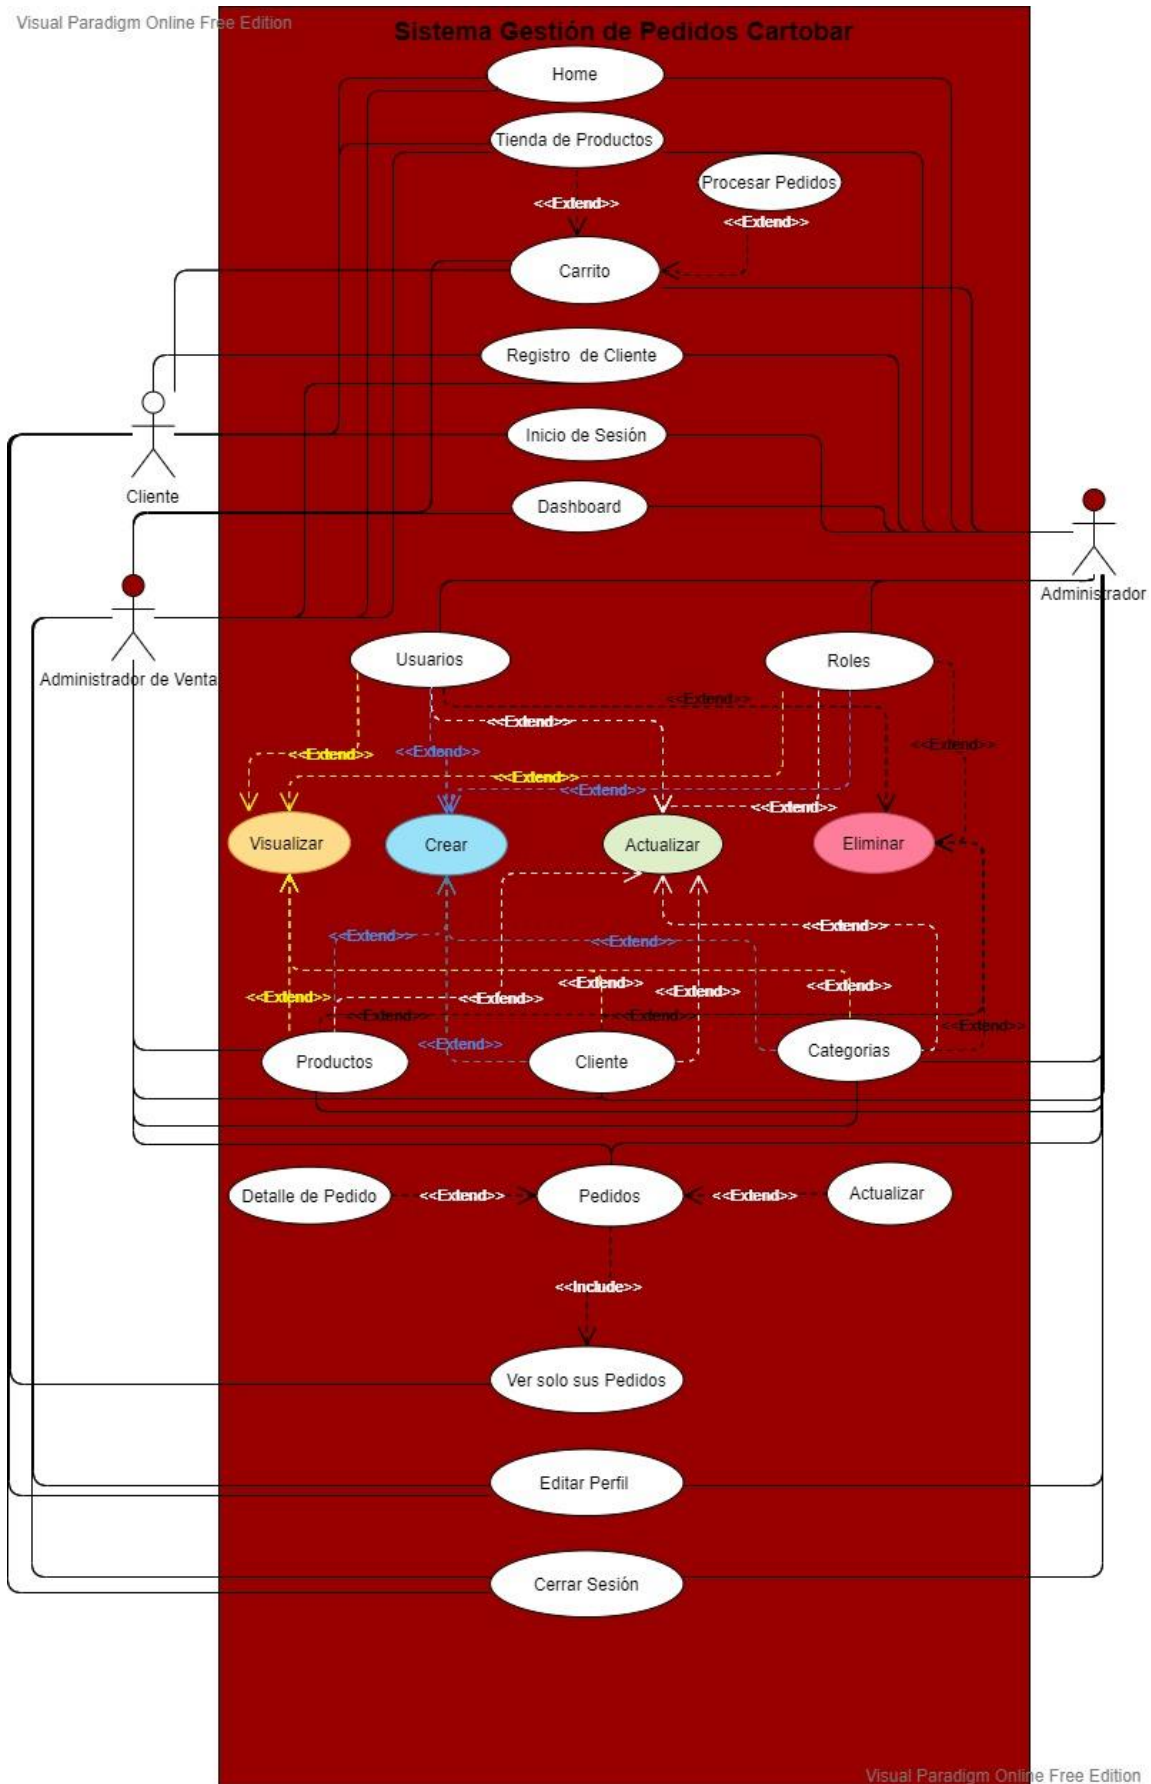 Visual Paradigm Online Free Edition
Sistema Gestión de Pedidos Cartobar
Home
Tienda de Productos
Procesar Pedidos
<<Extend>>
<<Extend>>
Carrito
Registro  de Cliente
Inicio de Sesión
Cliente
Dashboard
Administrador
Administrador de Venta
Usuarios
Roles
<<Extend>>
<<Extend>>
<<Extend>>
<<Extend>>
<<Extend>>
<<Extend>>
<<Extend>>
<<Extend>>
Visualizar
Crear
Actualizar
Eliminar
<<Extend>>
<<Extend>>
<<Extend>>
<<Extend>>
<<Extend>>
<<Extend>>
<<Extend>>
<<Extend>>
<<Extend>>
<<Extend>>
<<Extend>>
<<Extend>>
Productos
Cliente
Categorias
Detalle de Pedido
<<Extend>>
Pedidos
<<Extend>>
Actualizar
<<Include>>
Ver solo sus Pedidos
Editar Perfil
Cerrar Sesión
Visual Paradigm Online Free Edition